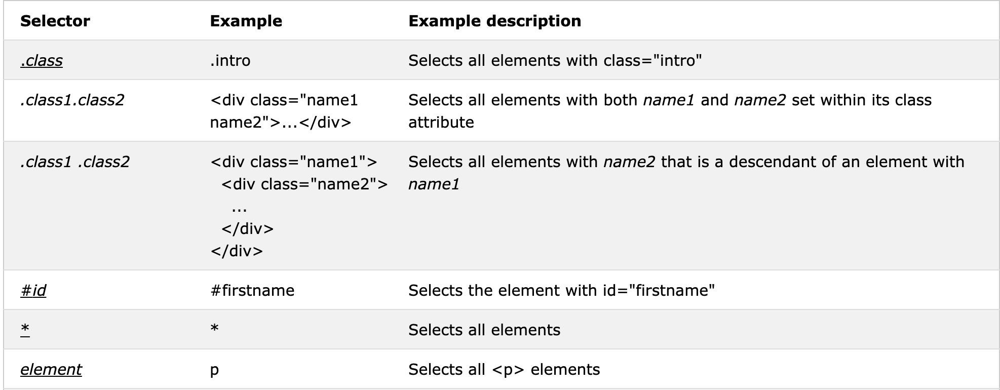 Selector Example Example description
.class .intro Selects all elements with class="intro"
.class1.class2 <div class="name1 Selects all elements with both name1 and name2 set within its class
name2">...</div> attribute
.class1 .class2 <div class="name1"> Selects all elements with name2 that is a descendant of an element with
<div class="name2"> name1
...
</div>
</div>
#id #firstname Selects the element with id="firstname"
* * Selects all elements
element p Selects all <p> elements